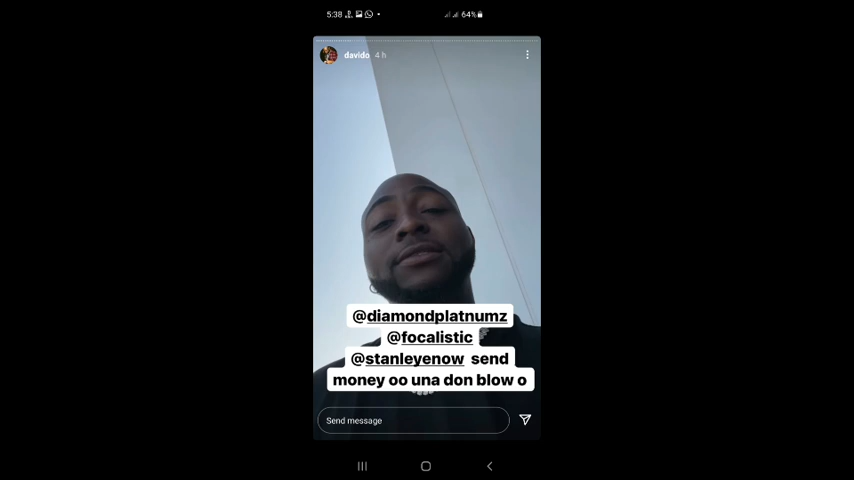 5:38 64%
davido 4 h
@diamondplatnumz
@focalistic
@stanleyenow send
money oo una don blow o
Send message